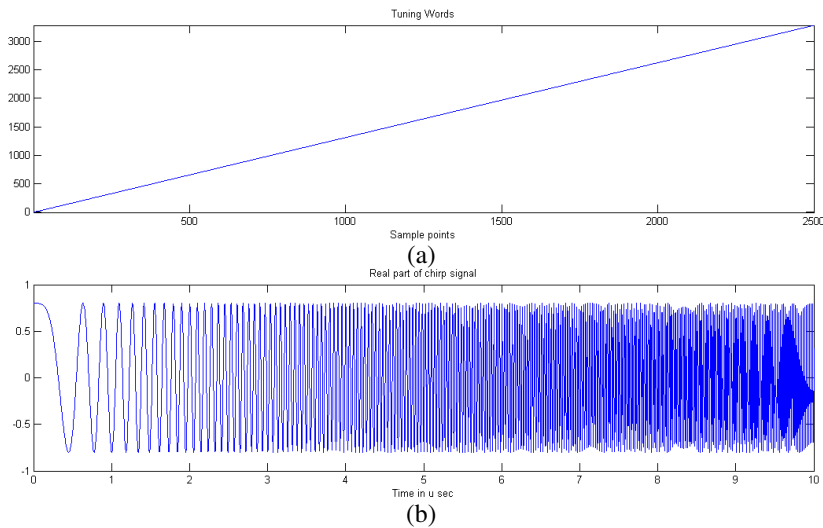 Tuning Words
3000
2500
2000
1500
1000
500
0
500 1000 1500 2000 2500
Sample points
(a)
Real part of chirp signal
1
0.5
0
-0.5
-1
0 1 2 3 4 5 6 7 8 9 10
Time in u sec
(b)